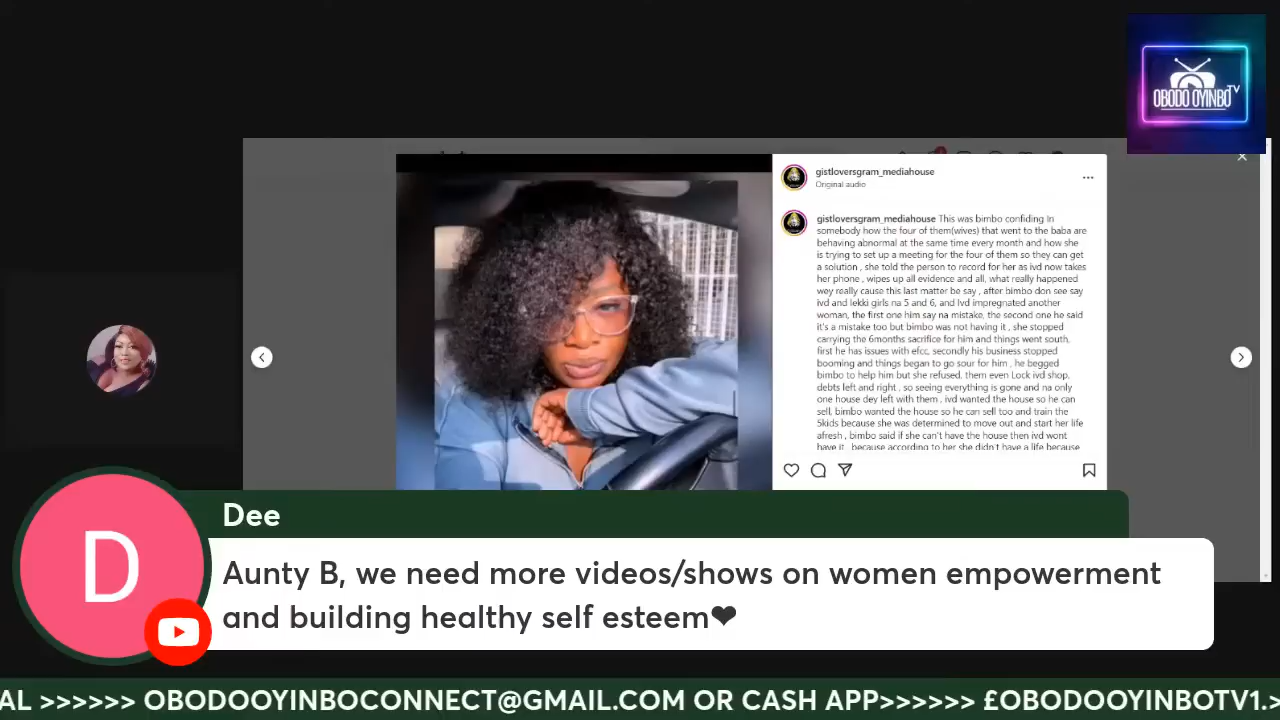 OBODO OYINBO TV
gistloversgram_mediahouse
Original audio
gistloversgram_mediahouse This was bimbo confiding In
somebody how the four of them(wives) that went to the baba are
behaving abnormal at the same time every month and how she
is trying to set up a meeting for the four of them so they can get
a solution , she told the person to record for her as ivd now takes
her phone , wipes up all evidence and all, what really happened
wey really cause this last matter be say , after bimbo don see say
ivd and lekki girls na 5 and 6, and Ivd impregnated another
woman, the first one him say na mistake, the second one he said
it's a mistake too but bimbo was not having it , she stopped
carrying the 6months sacrifice for him and things went south,
first he has issues with efcc, secondly his business stopped
booming and things began to go sour for him , he begged
bimbo to help him but she refused, them even Lock ivd shop,
debts left and right , so seeing everything is gone and na only
one house dey left with them , ivd wanted the house so he can
sell, bimbo wanted the house so he can sell too and train the
5kids because she was determined to move out and start her life
afresh , bimbo said if she can't have the house then ivd wont
have it , because according to her she didn't have a life because
Dee
D
Aunty B, we need more videos/shows on women empowerment
and building healthy self esteem❤
AL >>>>>> OBODOOYINBOCONNECT@GMAIL.COM OR CASH APP>>>>>> £OBODOOYINBOTV1.>